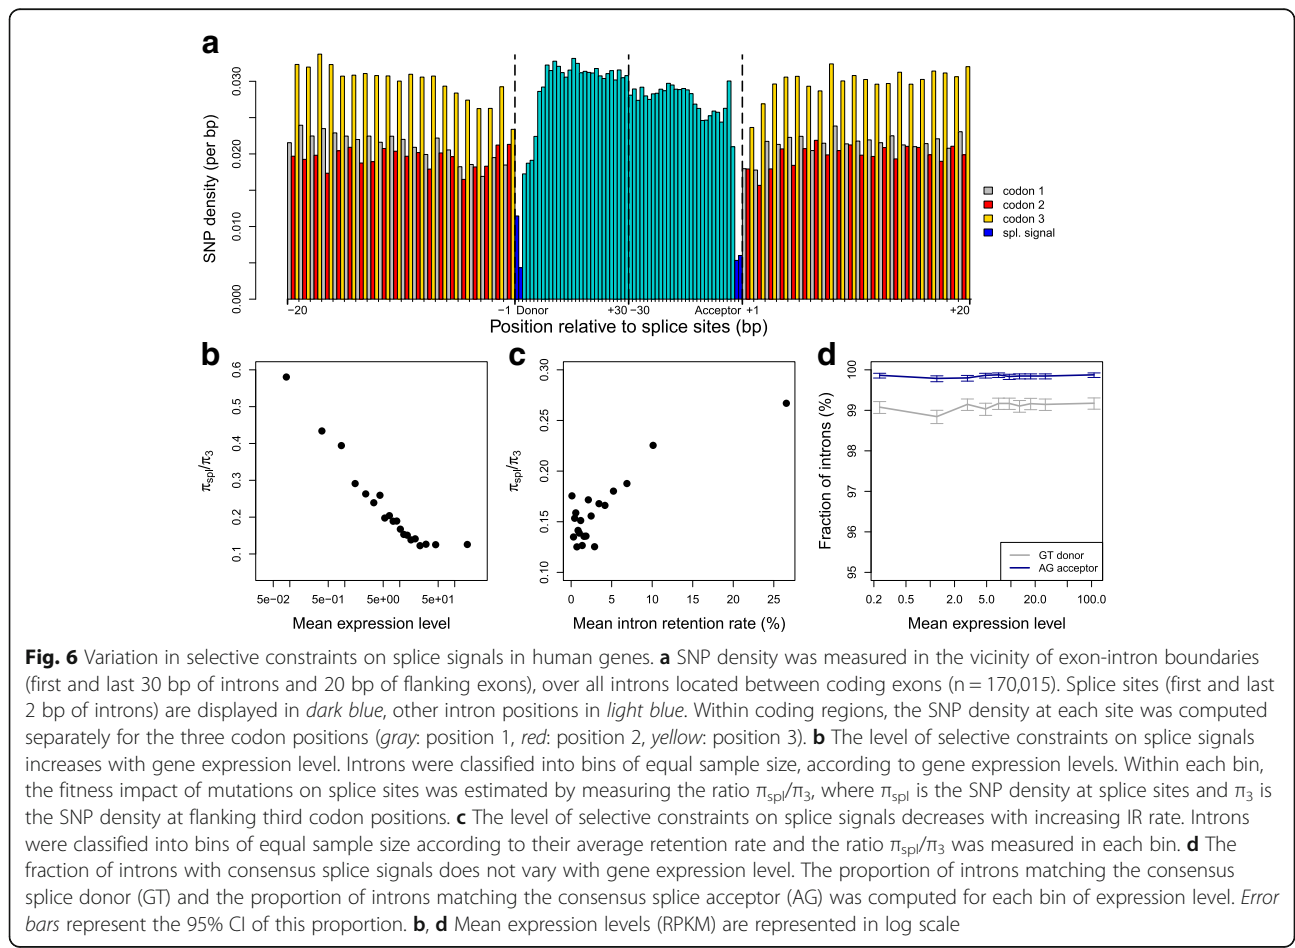 a
SNP density (per bp)
0.000 0.010 0.020 0.030
−20 −1 Donor +30 −30 Acceptor +1 +20
Position relative to splice sites (bp)
codon 1
codon 2
codon 3
spl. signal
b
πspl/π3
0.1 0.2 0.3 0.4 0.5 0.6
5e−02 5e−01 5e+00 5e+01
Mean expression level
c
πspl/π3
0.10 0.15 0.20 0.25 0.30
0 5 10 15 20 25
Mean intron retention rate (%)
d
Fraction of introns (%)
95 96 97 98 99 100
GT donor
AG acceptor
0.2 0.5 2.0 5.0 20.0 100.0
Mean expression level
Fig. 6 Variation in selective constraints on splice signals in human genes. a SNP density was measured in the vicinity of exon-intron boundaries
(first and last 30 bp of introns and 20 bp of flanking exons), over all introns located between coding exons (n = 170,015). Splice sites (first and last
2 bp of introns) are displayed in dark blue, other intron positions in light blue. Within coding regions, the SNP density at each site was computed
separately for the three codon positions (gray: position 1, red: position 2, yellow: position 3). b The level of selective constraints on splice signals
increases with gene expression level. Introns were classified into bins of equal sample size, according to gene expression levels. Within each bin,
the fitness impact of mutations on splice sites was estimated by measuring the ratio πspl/π3, where πspl is the SNP density at splice sites and π3 is
the SNP density at flanking third codon positions. c The level of selective constraints on splice signals decreases with increasing IR rate. Introns
were classified into bins of equal sample size according to their average retention rate and the ratio πspl/π3 was measured in each bin. d The
fraction of introns with consensus splice signals does not vary with gene expression level. The proportion of introns matching the consensus
splice donor (GT) and the proportion of introns matching the consensus splice acceptor (AG) was computed for each bin of expression level. Error
bars represent the 95% CI of this proportion. b, d Mean expression levels (RPKM) are represented in log scale